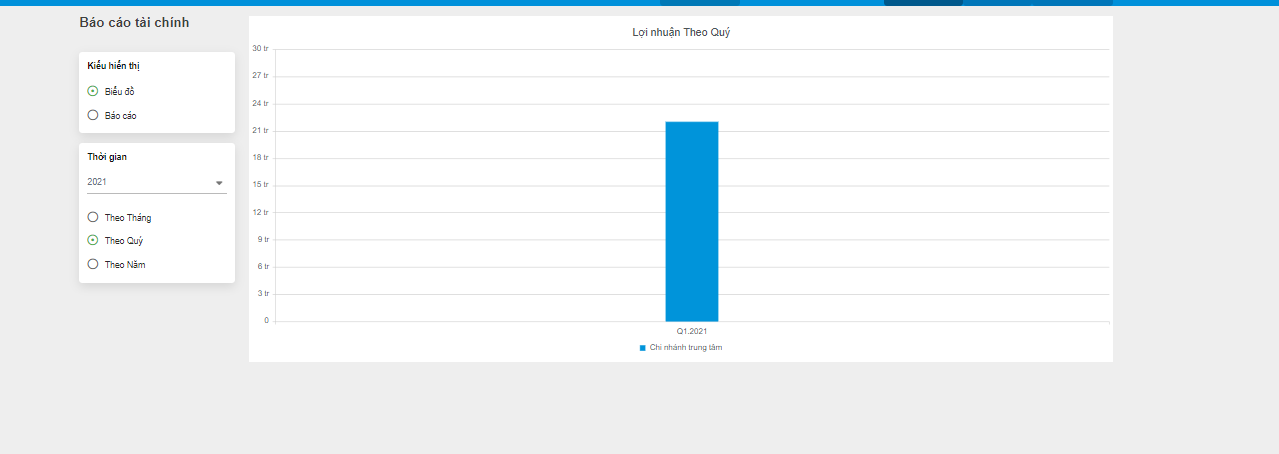 Báo cáo tài chính
Kiểu hiển thị
Biểu đồ
Báo cáo
Thời gian
2021
Theo Tháng
Theo Quý
Theo Năm
Lợi nhuận Theo Quý
30 tr
27 tr
24 tr
21 tr
18 tr
15 tr
12 tr
9 tr
6 tr
3 tr
0
Q1.2021
Chi nhánh trung tâm